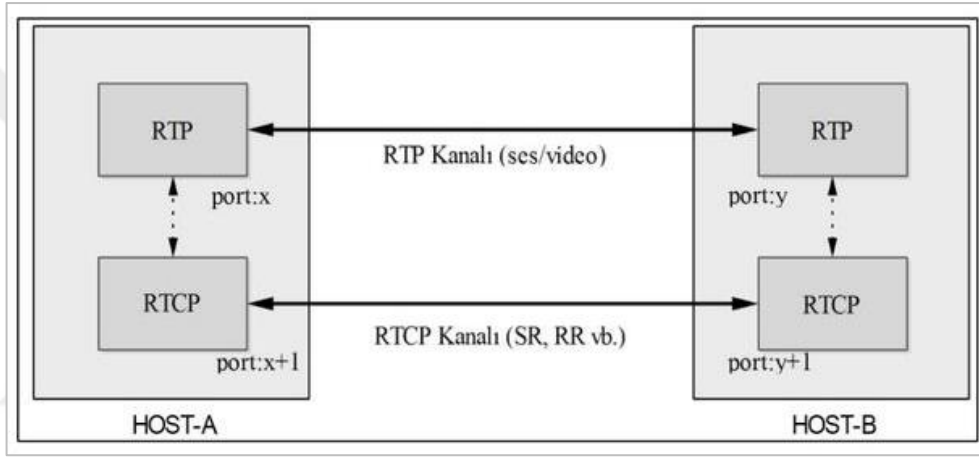 RTP
RTP
RTP Kanalı (ses/video)
port:x
port:y
RTCP
RTCP
RTCP Kanalı (SR, RR vb.)
port:x+1
port:y+1
HOST-A
HOST-B